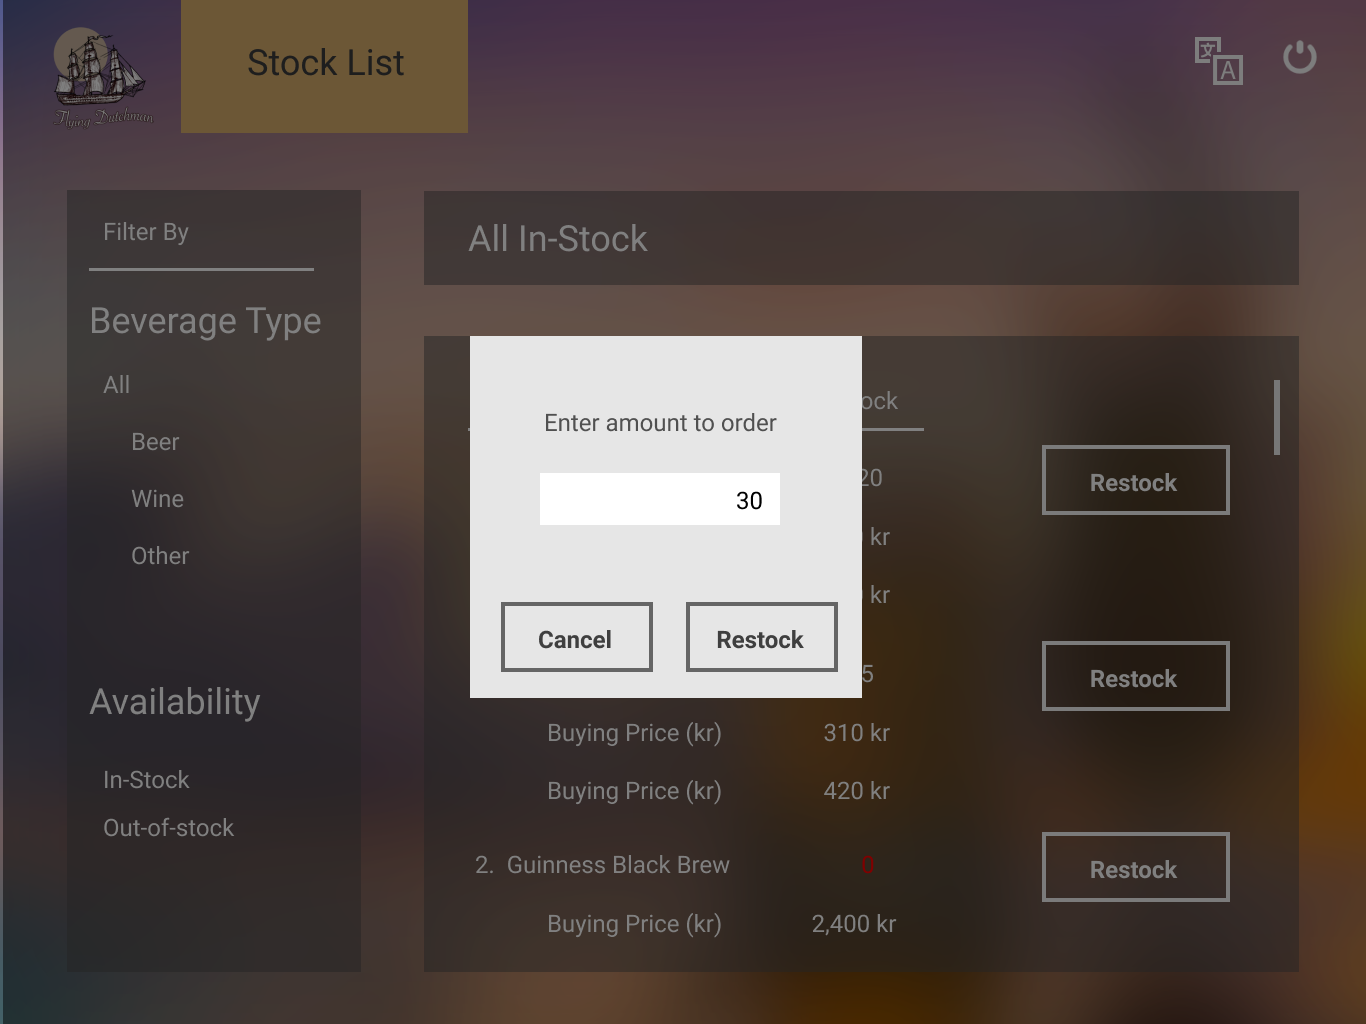 Flying Dutchman
Stock List
文
A
Filter By
Beverage Type
All
Beer
Wine
Other
Availability
In-Stock
Out-of-stock
All In-Stock
Enter amount to order
30
Cancel
Restock
ock
20
Restock
kr
kr
5
Restock
Buying Price (kr) 310 kr
Buying Price (kr) 420 kr
2. Guinness Black Brew 0
Restock
Buying Price (kr) 2,400 kr